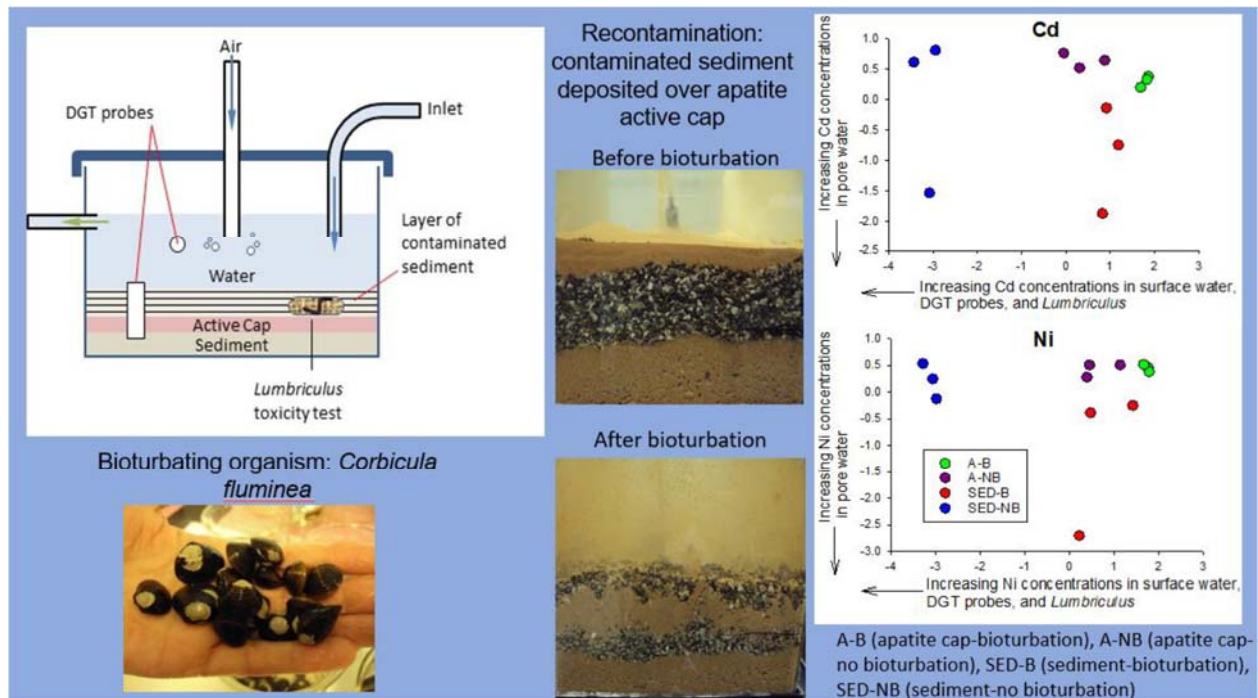 Air
DGT probes
Inlet
Layer of
contaminated
sediment
Water
Active Cap
Sediment
Lumbriculus
toxicity test
Bioturbating organism: Corbicula
fluminea
Recontamination:
contaminated sediment
deposited over apatite
active cap
Before bioturbation
After bioturbation
Cd
Increasing Cd concentrations
in pore water
1.0
0.5
0.0
-0.5
-1.0
-1.5
-2.0
-2.5
-4 -3 -2 -1 0 1 2 3
Increasing Cd concentrations in surface water,
DGT probes, and Lumbriculus
Ni
Increasing Ni concentrations
in pore water
1.0
0.5
0.0
-0.5
-1.0
-1.5
-2.0
-2.5
-3.0
A-B
A-NB
SED-B
SED-NB
-4 -3 -2 -1 0 1 2 3
Increasing Ni concentrations in surface water,
DGT probes, and Lumbriculus
A-B (apatite cap-bioturbation), A-NB (apatite cap-
no bioturbation), SED-B (sediment-bioturbation),
SED-NB (sediment-no bioturbation)